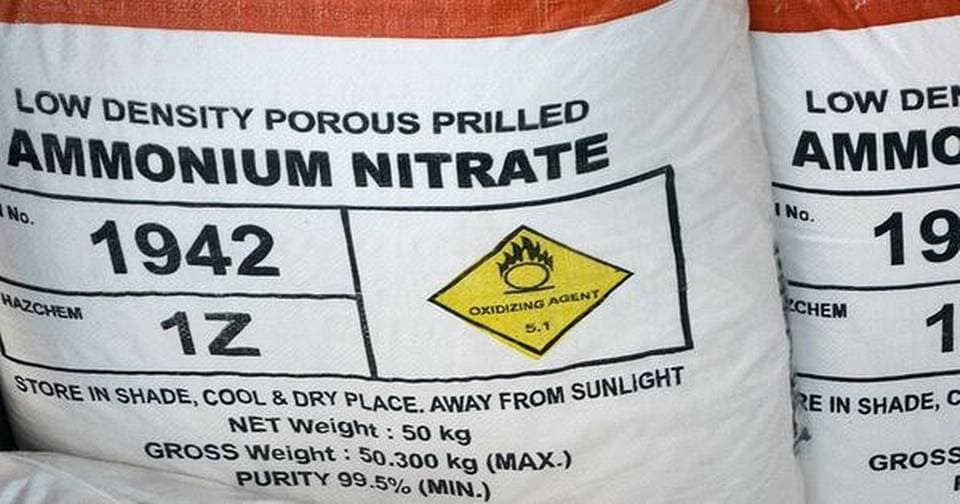 LOW DENSITY POROUS PRILLED
AMMONIUM NITRATE
No.
1942
HAZCHEM
1Z
OXIDIZING AGENT
5.1
STORE IN SHADE, COOL & DRY PLACE. AWAY FROM SUNLIGHT
NET Weight : 50 kg
GROSS Weight : 50.300 kg (MAX.)
PURITY 99.5% (MIN.)
LOW DEN
AMMO
No.
19
ZCHEM
1
RE IN SHADE, C
GROSS